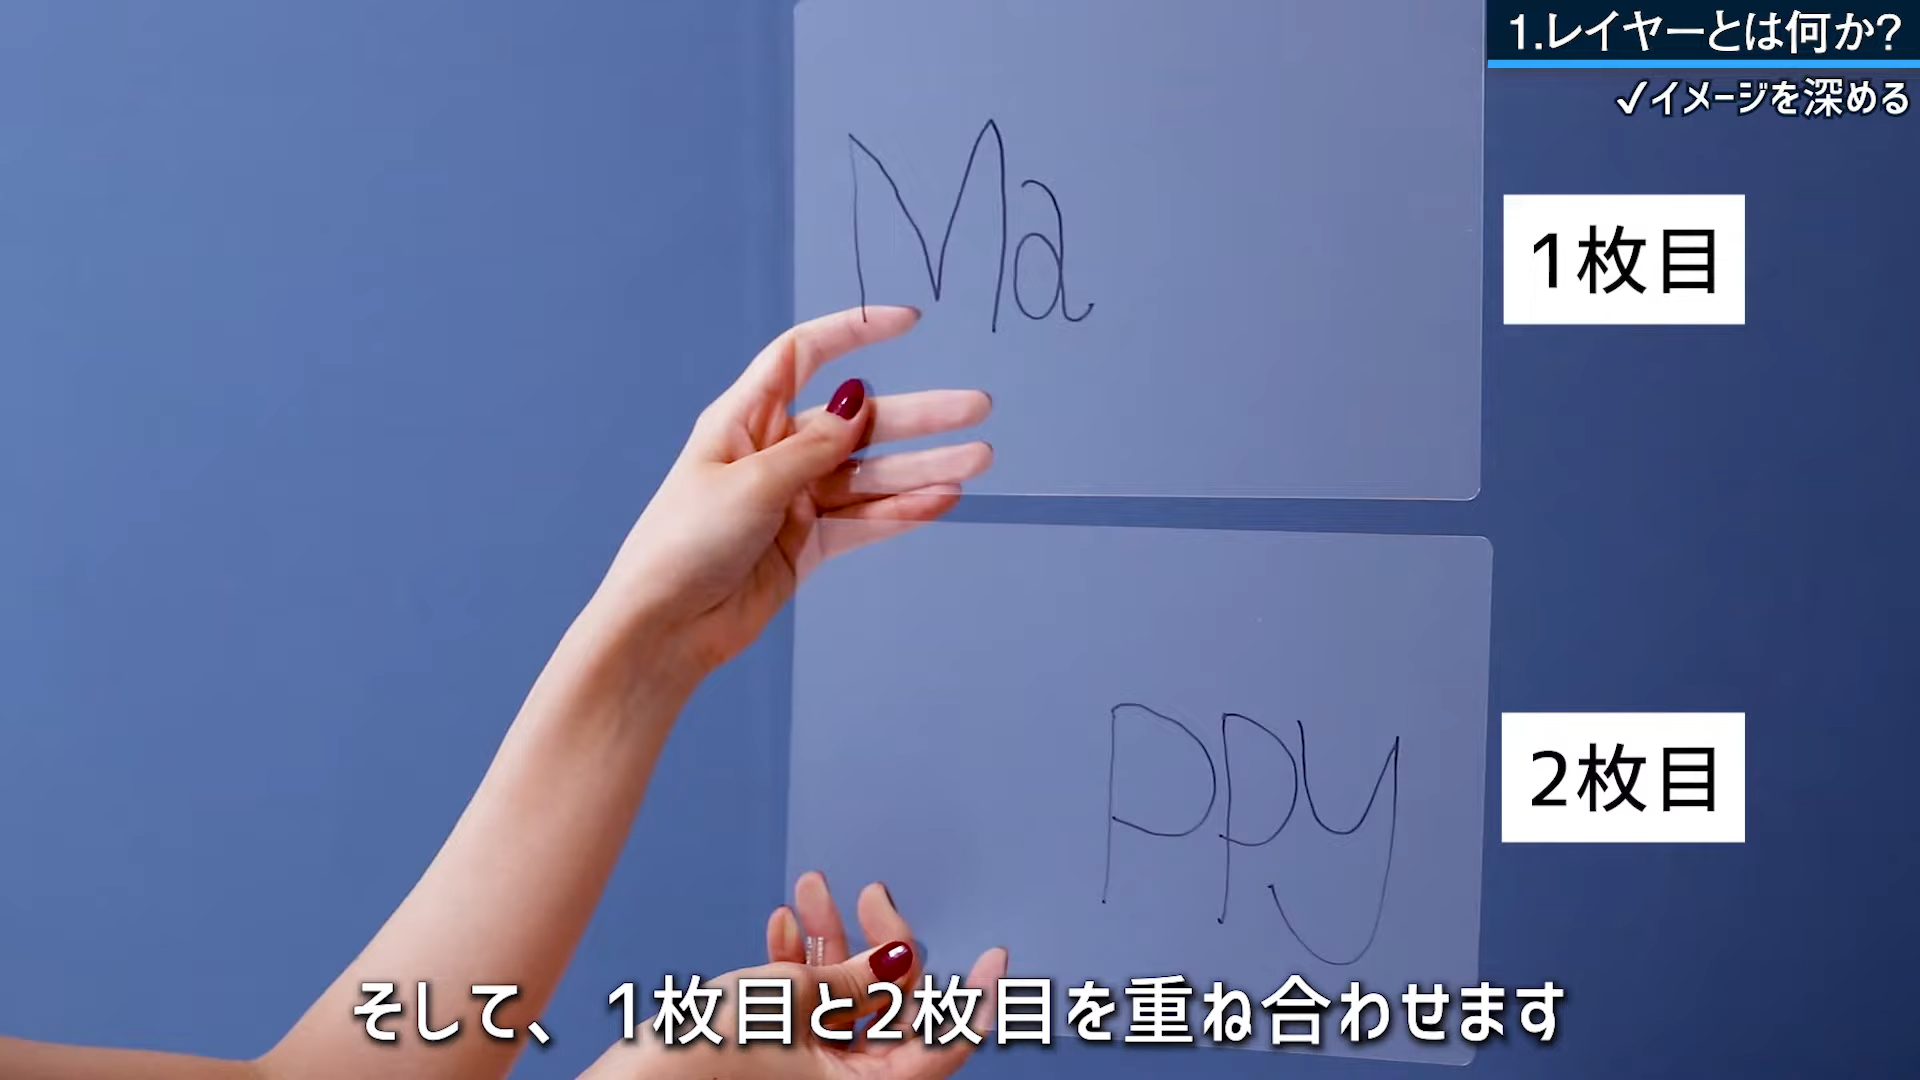 1.レイヤーとは何か?
✓イメージを深める
Ma
1枚目
ppy
2枚目
そして、1枚目と2枚目を重ね合わせます